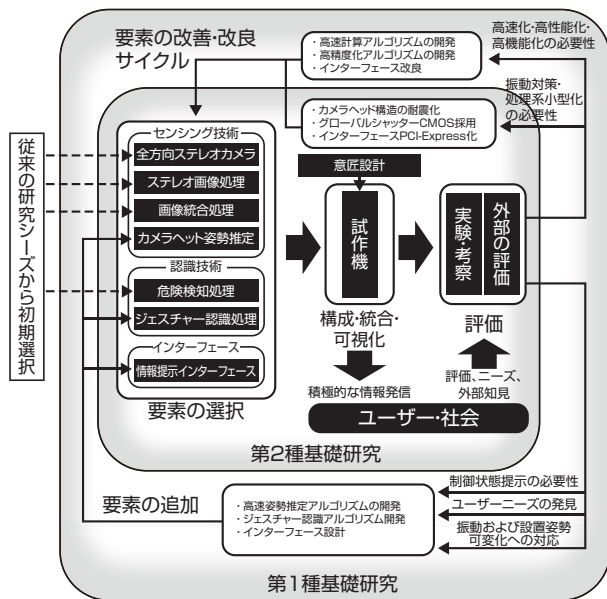 要素の改善・改良
サイクル
・高速計算アルゴリズムの開発
・高精度化アルゴリズムの開発
・インターフェース改良
高速化・高性能化・
高機能化の必要性
振動対策・
処理系小型化
の必要性
・カメラヘッド構造の耐震化
・グローバルシャッターCMOS採用
・インターフェースPCI-Express化
従来の研究シーズから初期選択
センシング技術
全方向ステレオカメラ
ステレオ画像処理
画像統合処理
カメラヘット姿勢推定
認識技術
危険検知処理
ジェスチャー認識処理
インターフェース
情報提示インターフェース
要素の選択
意匠設計
試作機
構成・統合・
可視化
実験・考察
外部の評価
評価
積極的な情報発信
評価、ニーズ、
外部知見
ユーザー・社会
第2種基礎研究
要素の追加
・高速姿勢推定アルゴリズムの開発
・ジェスチャー認識アルゴリズム開発
・インターフェース設計
制御状態提示の必要性
ユーザーニーズの発見
振動および設置姿勢
可変化への対応
第1種基礎研究